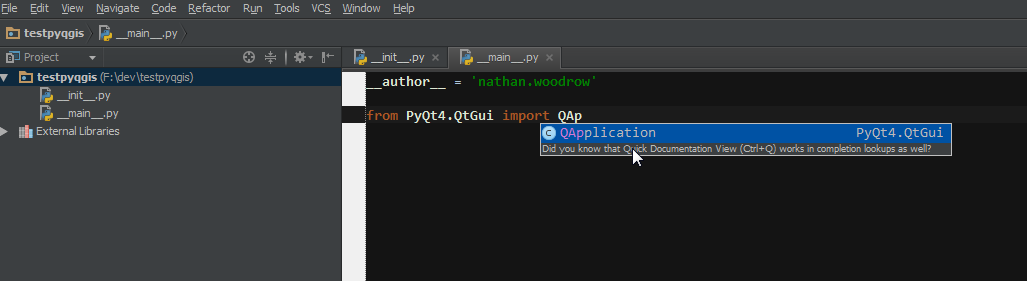 File Edit View Navigate Code Refactor Run Tools VCS Window Help
testpyqgis __main__.py
Project
__init__.py __main__.py
testpyqgis (F:\dev\testpyqgis)
__init__.py
__main__.py
External Libraries
__author__ = 'nathan.woodrow'
from PyQt4.QtGui import QAp
QApplication PyQt4.QtGui
Did you know that Quick Documentation View (Ctrl+Q) works in completion lookups as well?